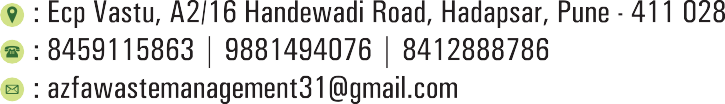 : Ecp Vastu, A2/16 Handewadi Road, Hadapsar, Pune - 411 028
: 8459115863 | 9881494076 | 8412888786
: azfawastemanagement31@gmail.com